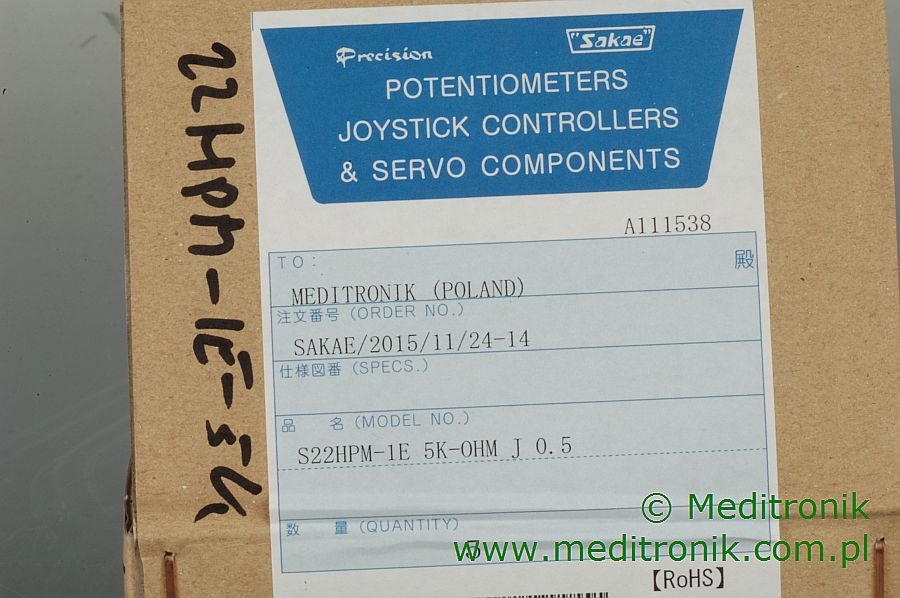 22HPM-1E-5K
Precision
"Sakae"
POTENTIOMETERS
JOYSTICK CONTROLLERS
& SERVO COMPONENTS
A111538
TO:
殿
MEDITRONIK (POLAND)
注文番号 (ORDER NO.)
SAKAE/2015/11/24-14
仕様図番 (SPECS.)
品 名 (MODEL NO.)
S22HPM-1E 5K-OHM J 0.5
© Meditronik
数 量 (QUANTITY)
www.meditronik.com.pl
【RoHS】